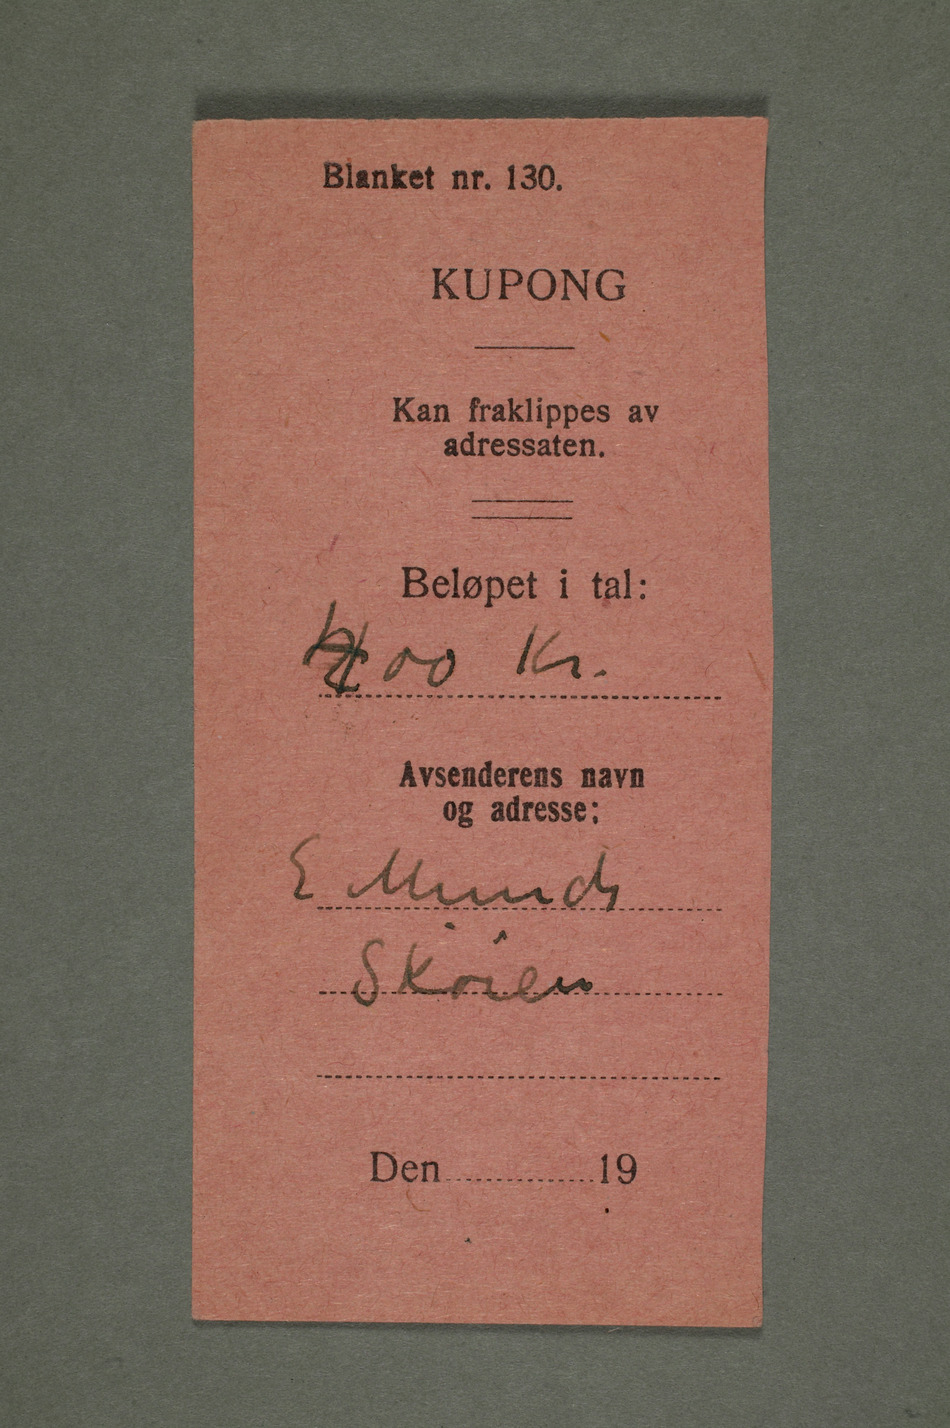 Blanket nr. 130.
KUPONG
Kan fraklippes av
adressaten.
Beløpet i tal:
400 Kr.
Avsenderens navn
og adresse:
E Munch
Skøien
Den 19